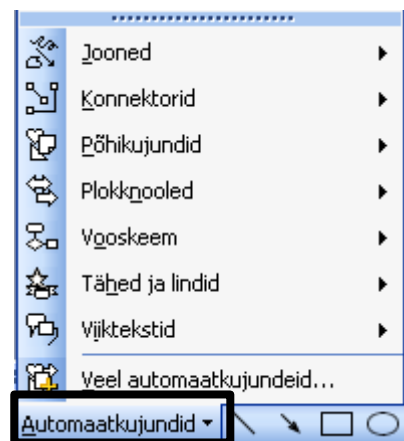 Jooned
Konnektorid
Põhikujundid
Plokknooled
Vooskeem
Tähed ja lindid
Viiktekstid
Veel automaatkujundeid...
Automaatkujundid